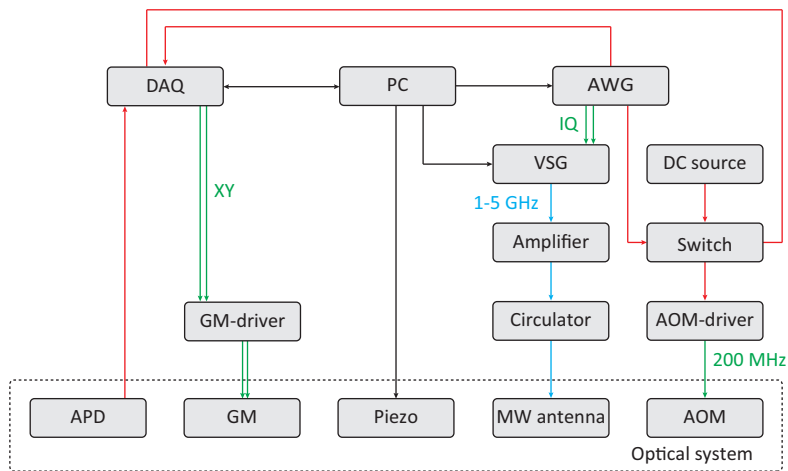 DAQ
PC
AWG
IQ
VSG
DC source
XY
1-5 GHz
Amplifier
Switch
GM-driver
Circulator
AOM-driver
200 MHz
APD
GM
Piezo
MW antenna
AOM
Optical system